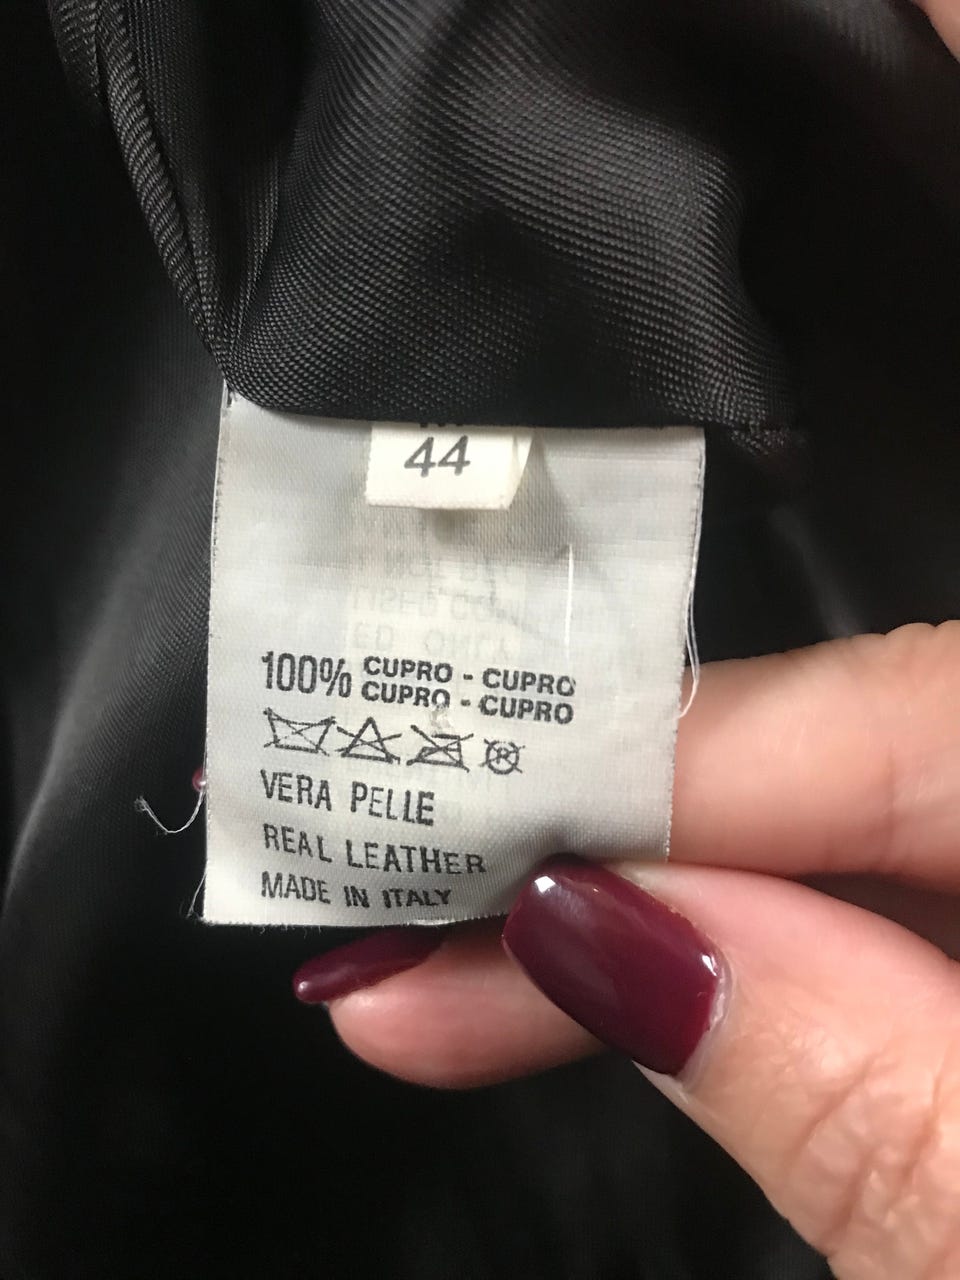 44
100% CUPRO - CUPRO
CUPRO - CUPRO
VERA PELLE
REAL LEATHER
MADE IN ITALY